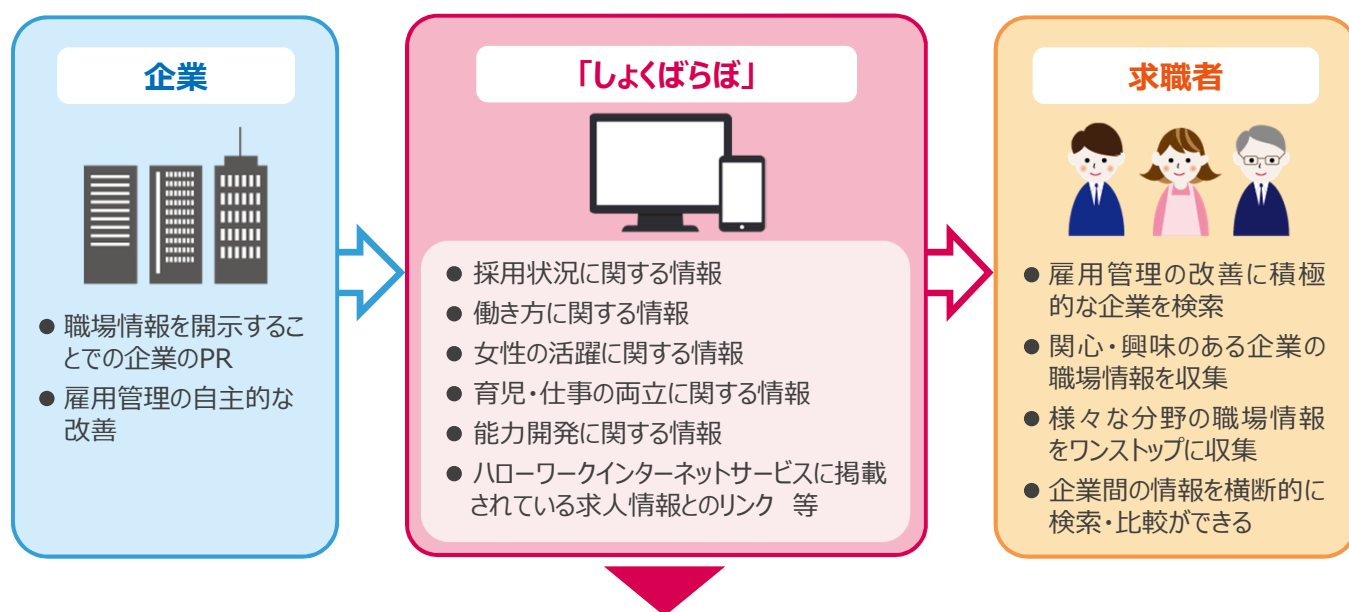 企業
職場情報を開示するこ
とでの企業のPR
雇用管理の自主的な
改善
「しょくばらぼ」
採用状況に関する情報
働き方に関する情報
女性の活躍に関する情報
育児・仕事の両立に関する情報
能力開発に関する情報
ハローワークインターネットサービスに掲載
されている求人情報とのリンク　等
求職者
雇用管理の改善に積極
的な企業を検索
関心・興味のある企業の
職場情報を収集
様々な分野の職場情報
をワンストップに収集
企業間の情報を横断的に
検索・比較ができる